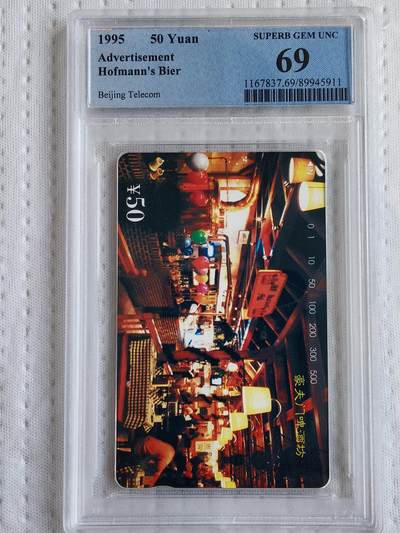 1995 50 Yuan
Advertisement
Hofmann's Bier
Beijing Telecom
SUPERB GEM UNC
69
1167837.69/89945911
¥50
0 1 10 50 100 200 300 500
豪夫门啤酒坊